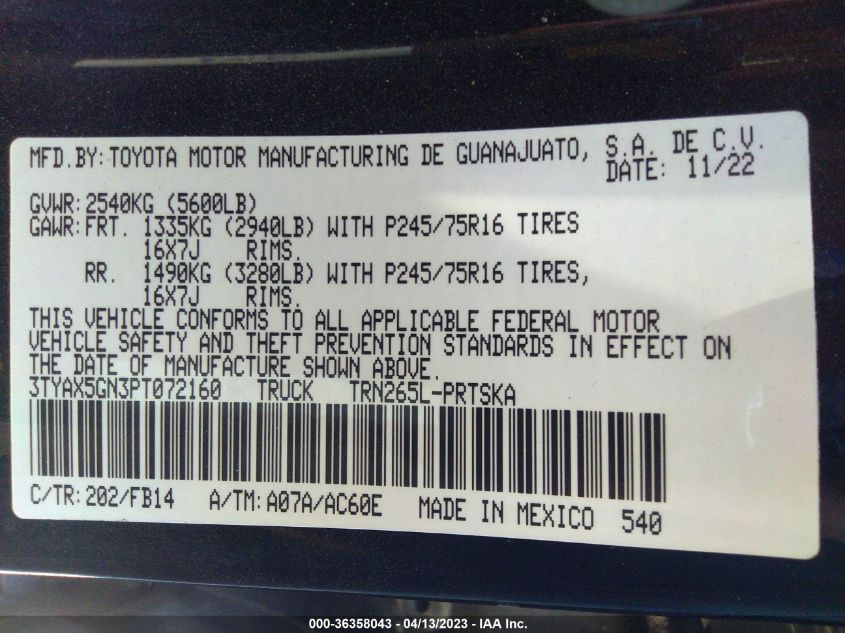 MFD.BY: TOYOTA MOTOR MANUFACTURING DE GUANAJUATO, S.A. DE C.V.
DATE: 11/22
GVWR: 2540KG (5600LB)
GAWR: FRT. 1335KG (2940LB) WITH P245/75R16 TIRES
16X7J RIMS.
RR. 1490KG (3280LB) WITH P245/75R16 TIRES,
16X7J RIMS.
THIS VEHICLE CONFORMS TO ALL APPLICABLE FEDERAL MOTOR
VEHICLE SAFETY AND THEFT PREVENTION STANDARDS IN EFFECT ON
THE DATE OF MANUFACTURE SHOWN ABOVE.
3TYAX5GN3PT072160 TRUCK TRN265L-PRTSKA
C/TR: 202/FB14 A/TM: A07A/AC60E MADE IN MEXICO 540
000-36358043 - 04/13/2023 - IAA Inc.